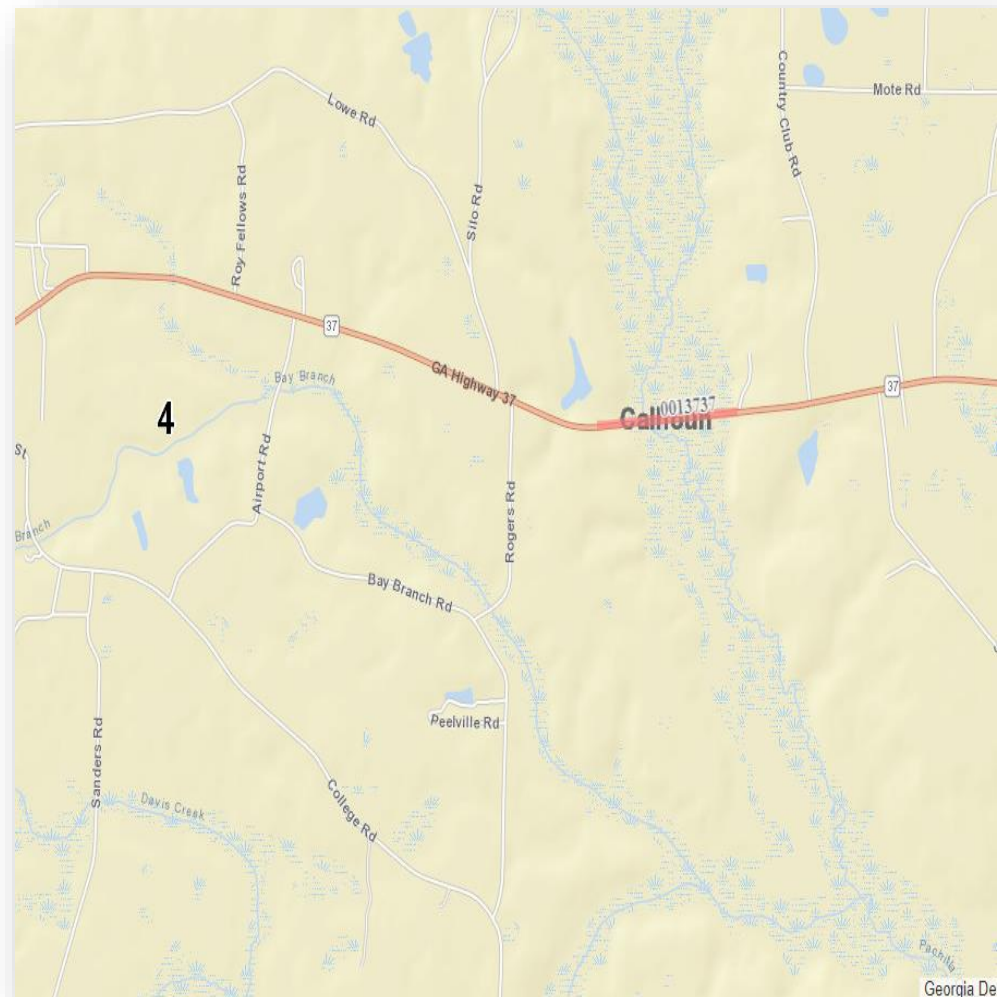 Mote Rd
Lowe Rd
Country Club Rd
Silo Rd
Roy Fellows Rd
37
GA Highway 37
Bay Branch
37
0013737
Calhoun
4
St
Airport Rd
Rogers Rd
Branch
Bay Branch Rd
Peelville Rd
Sanders Rd
Davis Creek
College Rd
Pachitla
Georgia De